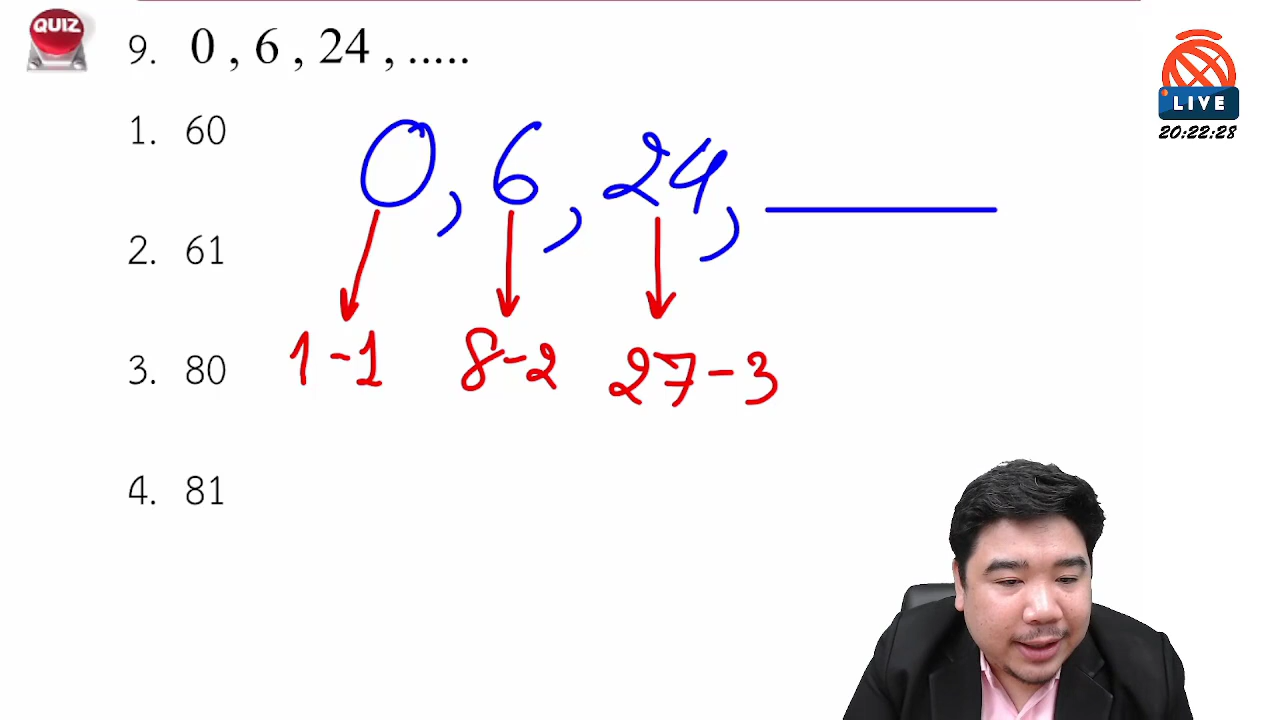 QUIZ
9. 0 , 6 , 24 , .....
LIVE
20:22:28
1. 60
0, 6, 24,
2. 61
1-1 8-2 27-3
3. 80
4. 81